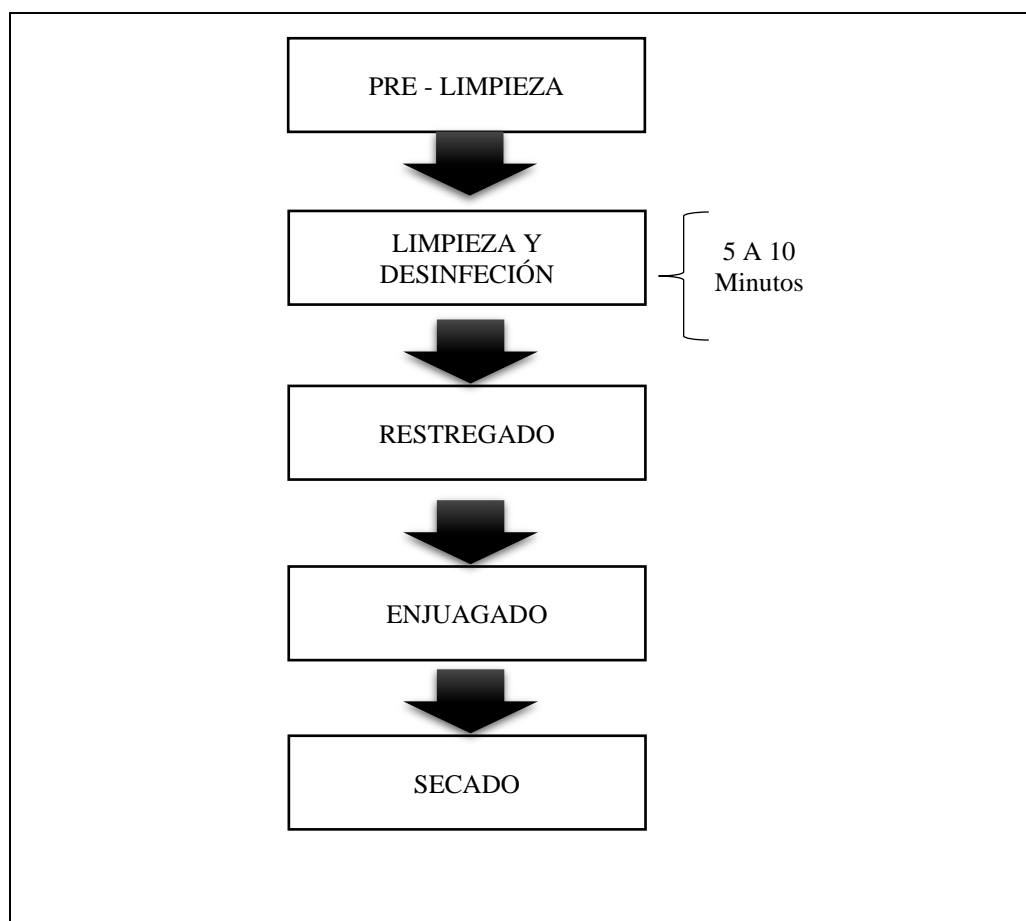 PRE - LIMPIEZA
LIMPIEZA Y
DESINFECIÓN
5 A 10
Minutos
RESTREGADO
ENJUAGADO
SECADO